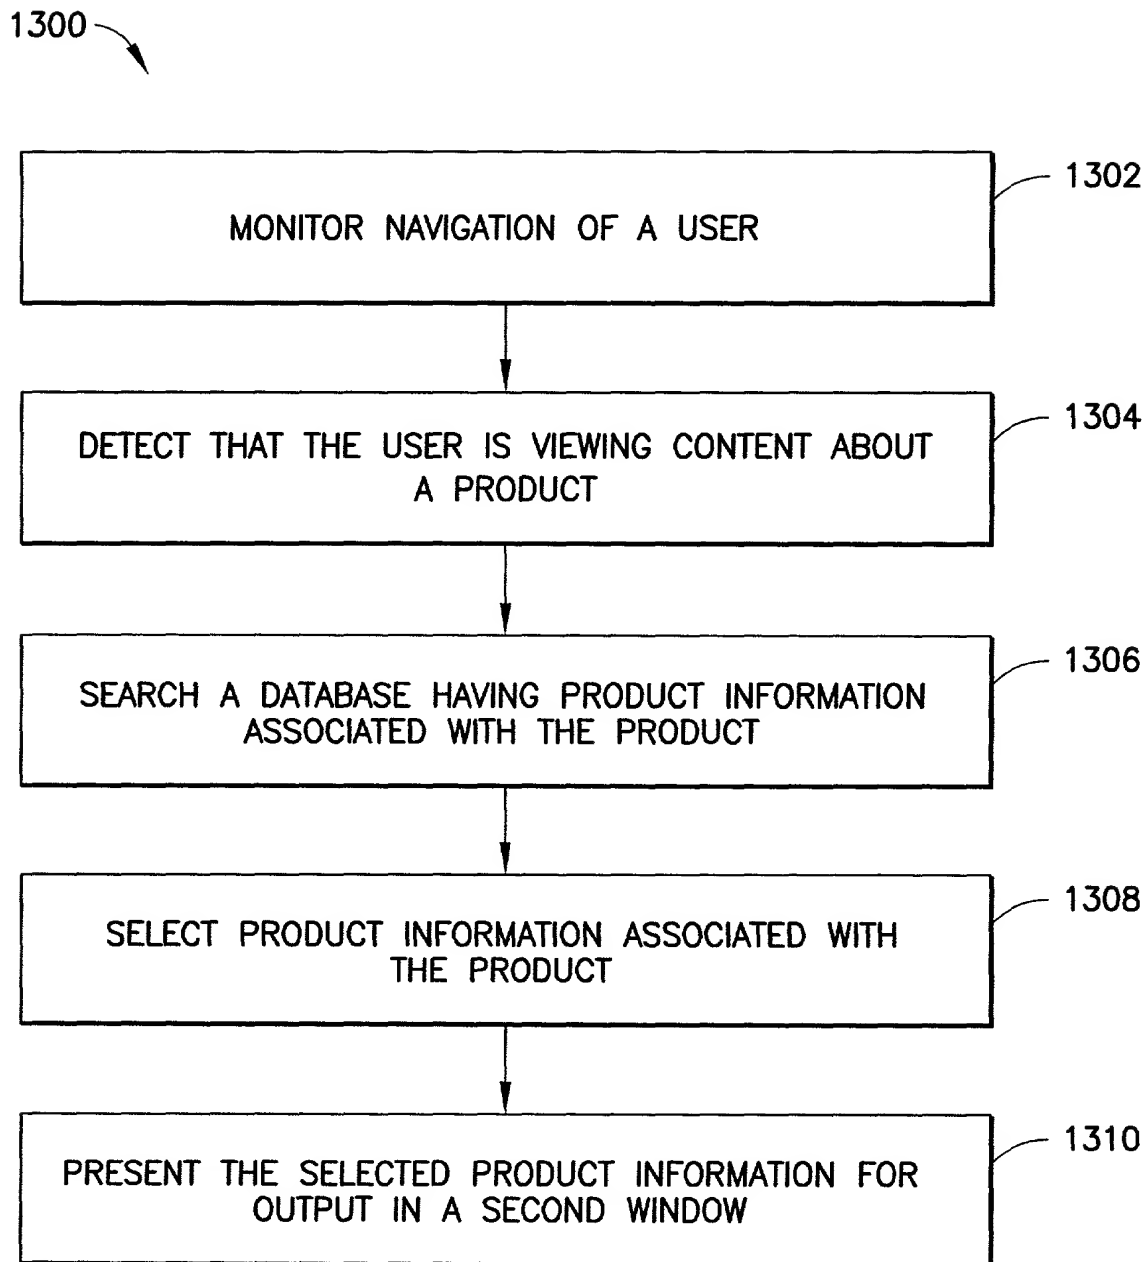 1300
1302
MONITOR NAVIGATION OF A USER
1304
DETECT THAT THE USER IS VIEWING CONTENT ABOUT
A PRODUCT
1306
SEARCH A DATABASE HAVING PRODUCT INFORMATION
ASSOCIATED WITH THE PRODUCT
1308
SELECT PRODUCT INFORMATION ASSOCIATED WITH
THE PRODUCT
1310
PRESENT THE SELECTED PRODUCT INFORMATION FOR
OUTPUT IN A SECOND WINDOW